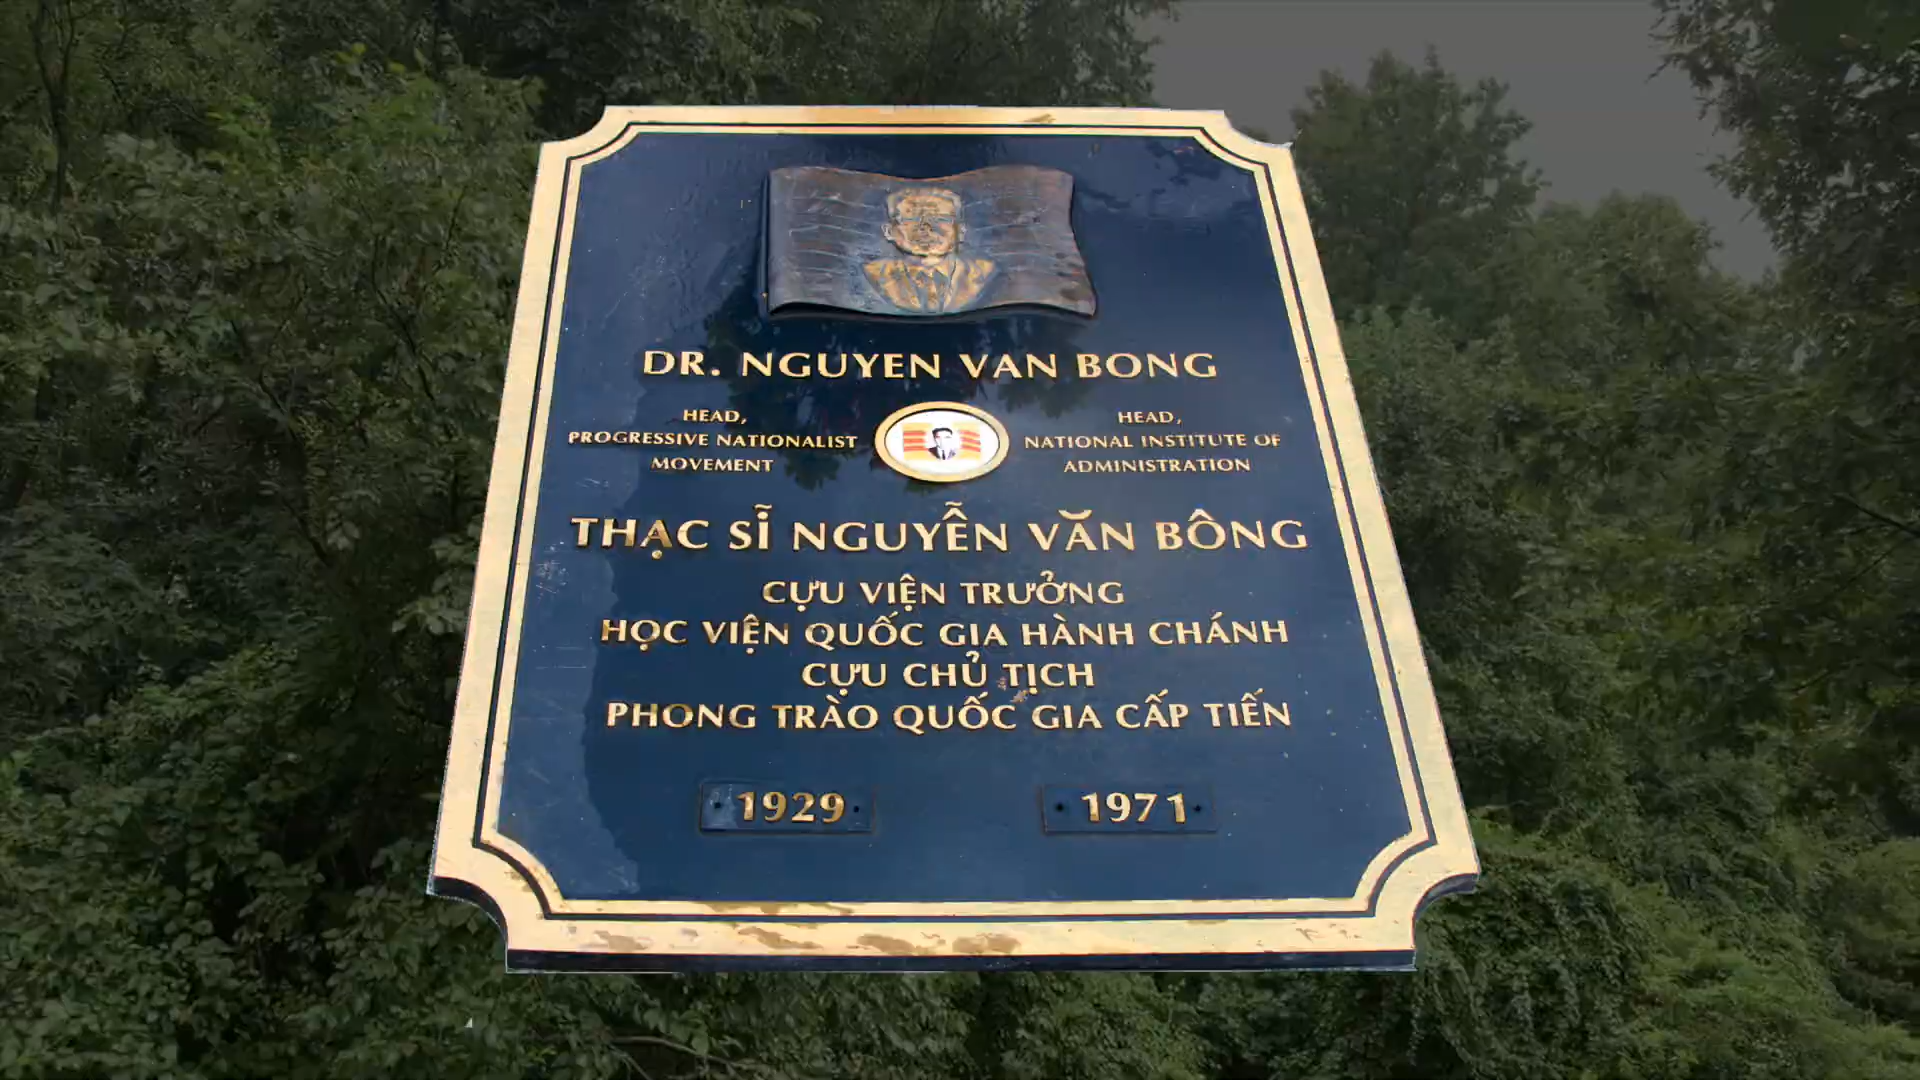 DR. NGUYEN VAN BONG
HEAD,
PROGRESSIVE NATIONALIST
MOVEMENT
HEAD,
NATIONAL INSTITUTE OF
ADMINISTRATION
THẠC SĨ NGUYỄN VĂN BÔNG
CỰU VIỆN TRƯỞNG
HỌC VIỆN QUỐC GIA HÀNH CHÁNH
CỰU CHỦ TỊCH
PHONG TRÀO QUỐC GIA CẤP TIẾN
1929 1971